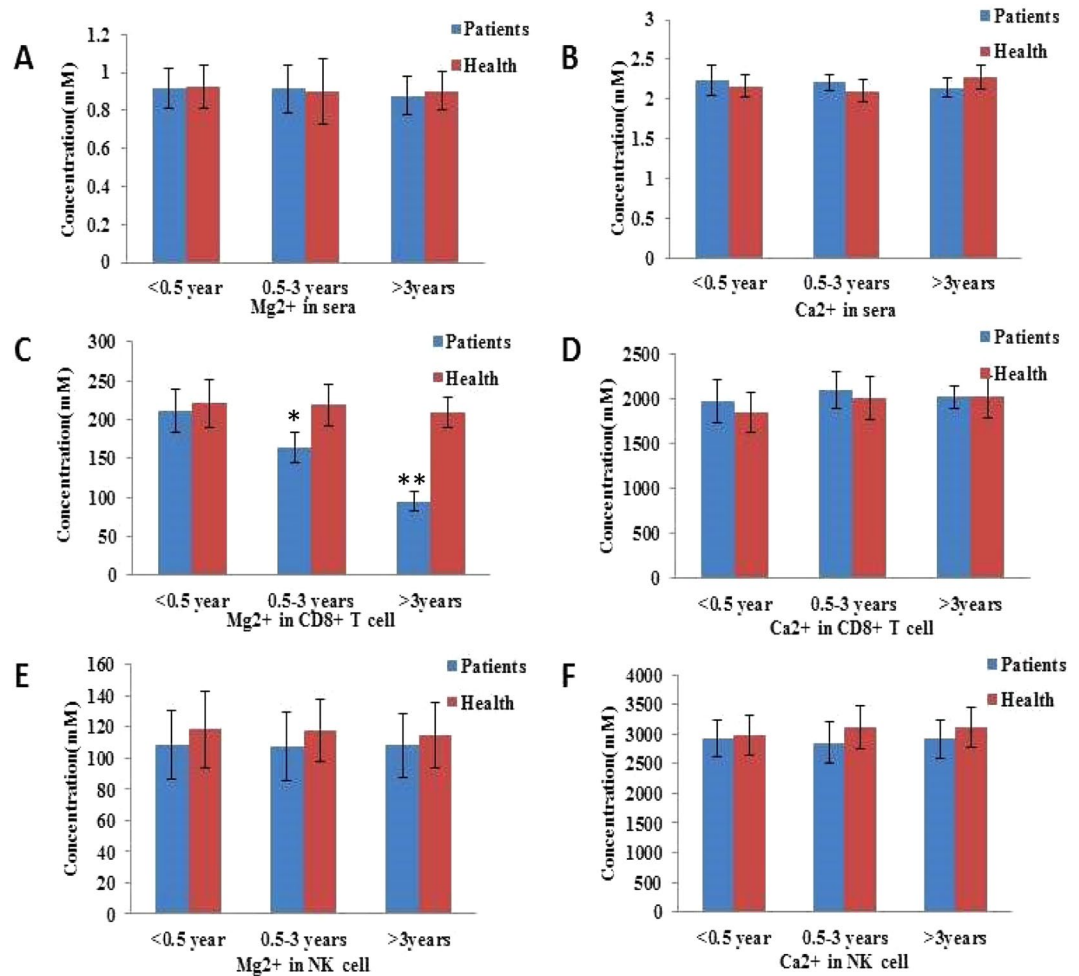 A
Concentration(mM)
1.2
1
0.8
0.6
0.4
0.2
0
Patients
Health
<0.5 year 0.5-3 years >3years
Mg2+ in sera
B
Concentration(mM)
3
2.5
2
1.5
1
0.5
0
Patients
Health
<0.5 year 0.5-3 years >3years
Ca2+ in sera
C
Concentration(mM)
300
250
200
150
100
50
0
Patients
Health
*
**
<0.5 year 0.5-3 years >3years
Mg2+ in CD8+ T cell
D
Concentration(mM)
2500
2000
1500
1000
500
0
Patients
Health
<0.5 year 0.5-3 years >3years
Ca2+ in CD8+ T cell
E
Concentration(mM)
160
140
120
100
80
60
40
20
0
Patients
Health
<0.5 year 0.5-3 years >3years
Mg2+ in NK cell
F
Concentration(mM)
4000
3500
3000
2500
2000
1500
1000
500
0
Patients
Health
<0.5 year 0.5-3 years >3years
Ca2+ in NK cell